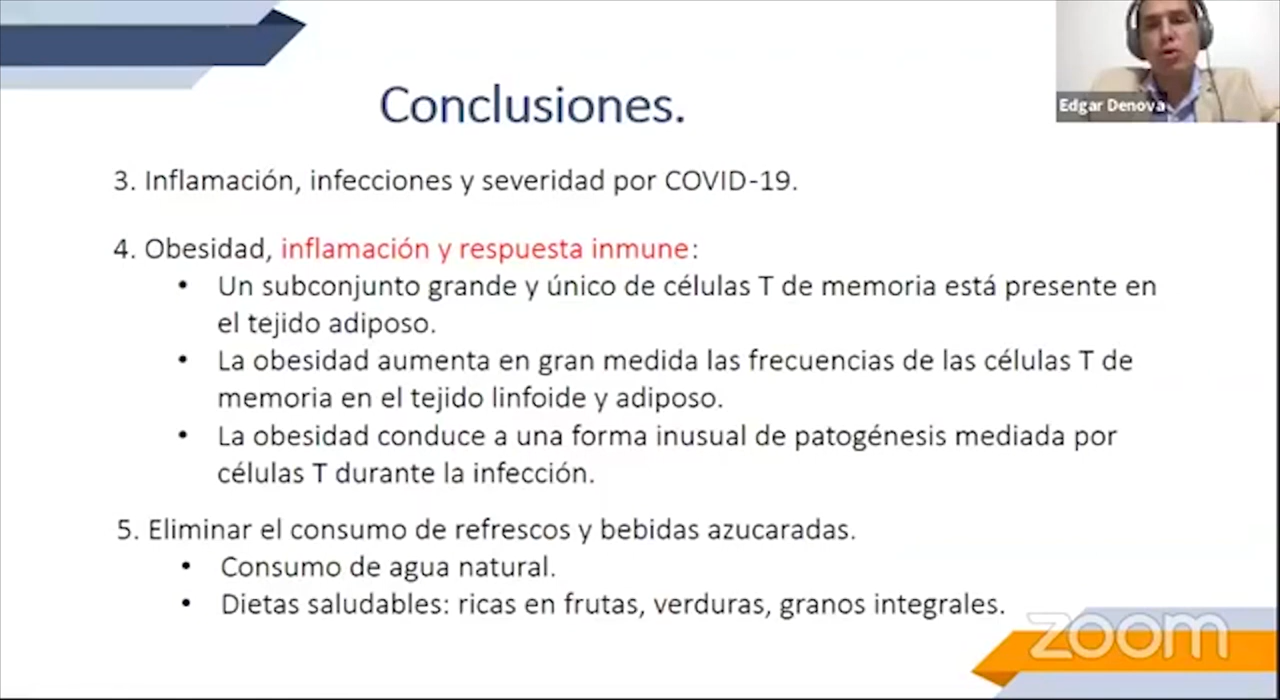 Conclusiones.
Edgar Denova
3. Inflamación, infecciones y severidad por COVID-19.
4. Obesidad, inflamación y respuesta inmune:
• Un subconjunto grande y único de células T de memoria está presente en
el tejido adiposo.
• La obesidad aumenta en gran medida las frecuencias de las células T de
memoria en el tejido linfoide y adiposo.
• La obesidad conduce a una forma inusual de patogénesis mediada por
células T durante la infección.
5. Eliminar el consumo de refrescos y bebidas azucaradas.
• Consumo de agua natural.
• Dietas saludables: ricas en frutas, verduras, granos integrales.
zoom